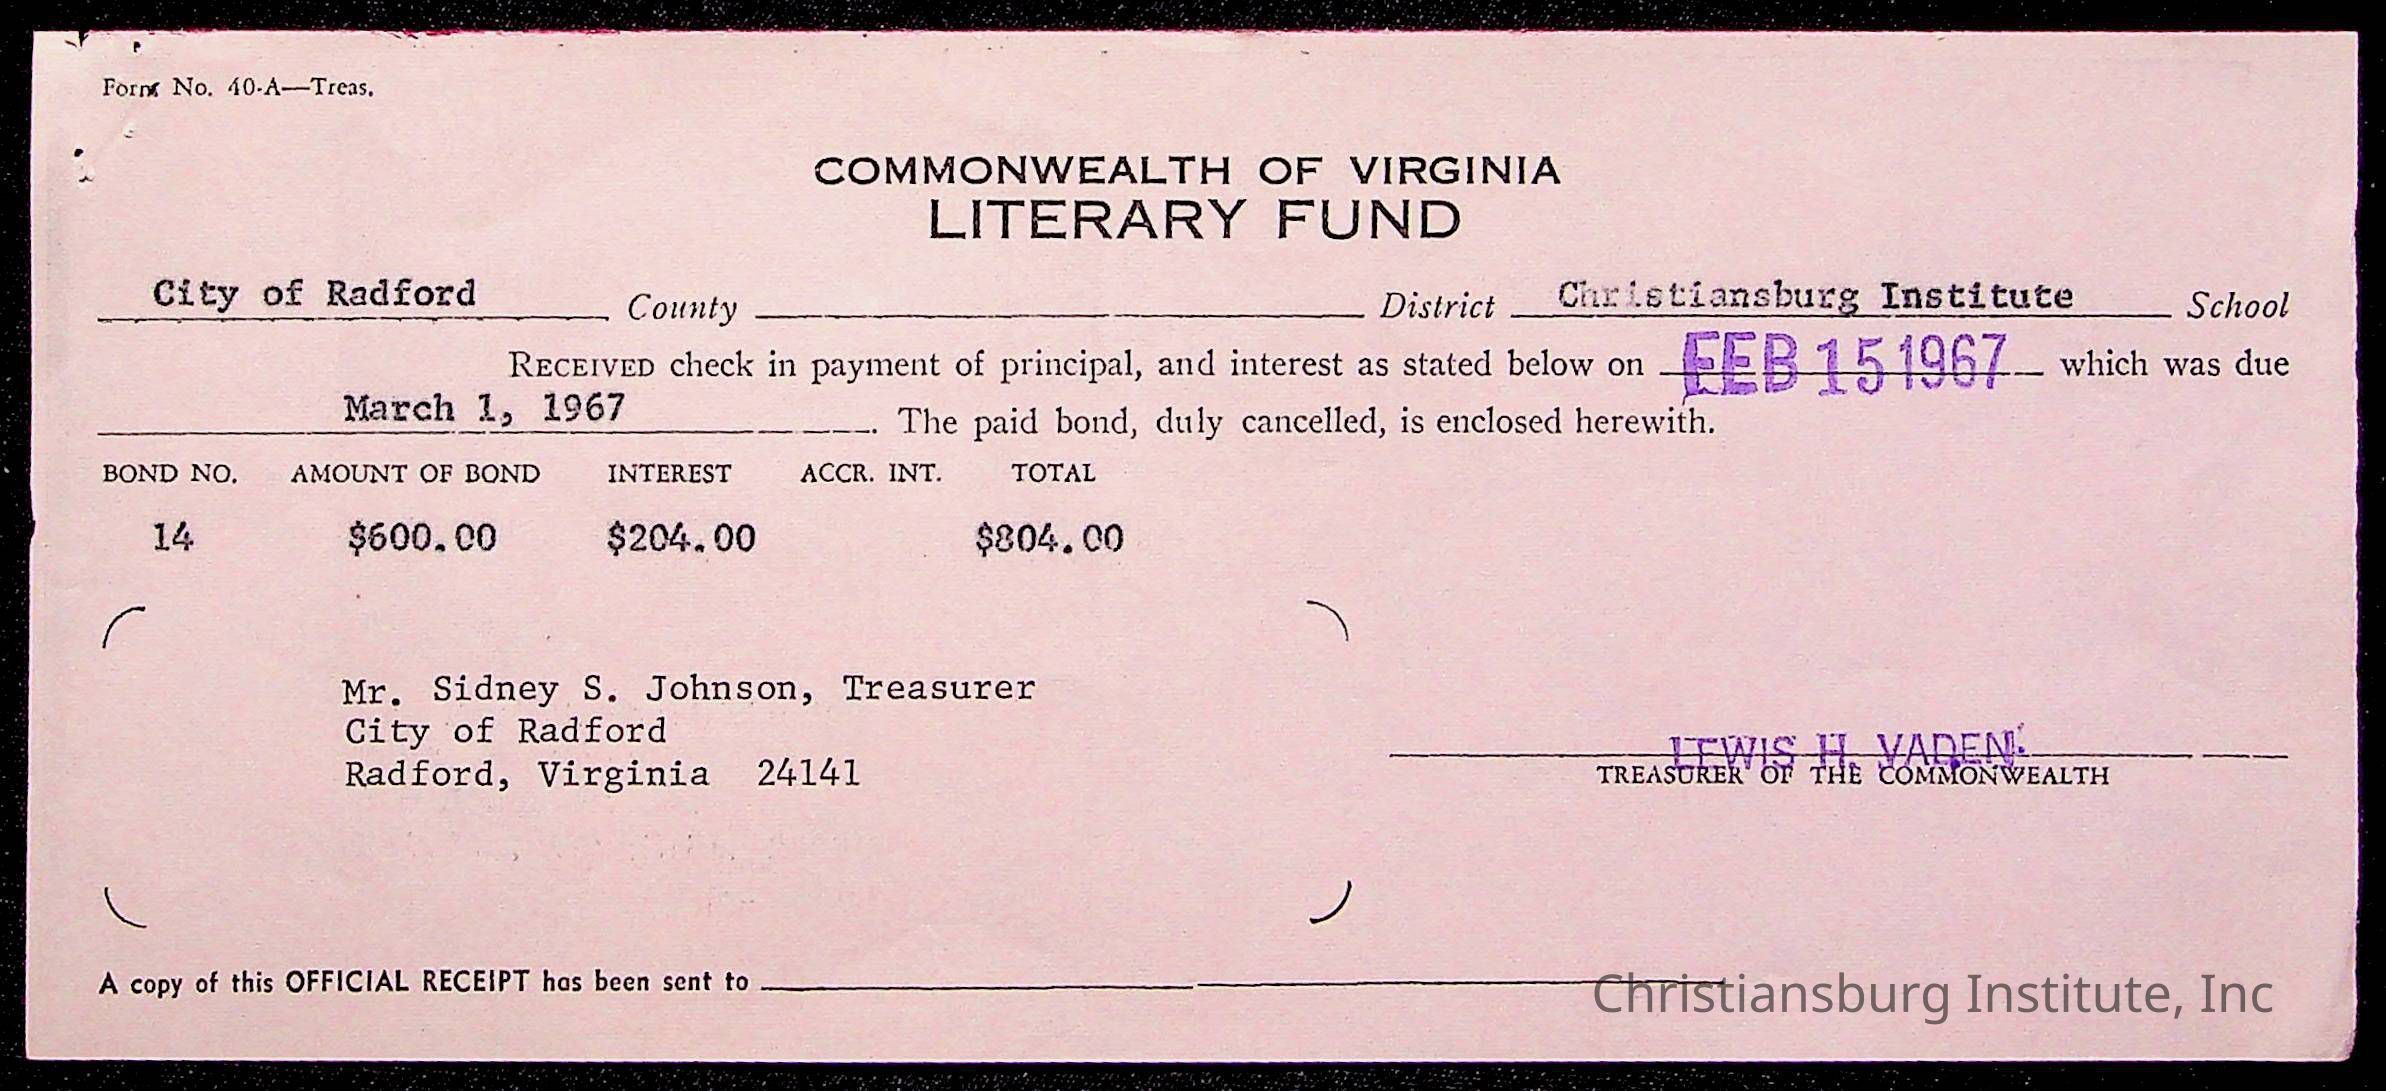 Form No. 40-A—Treas.
COMMONWEALTH OF VIRGINIA
LITERARY FUND
City of Radford County District Christiansburg Institute School
RECEIVED check in payment of principal, and interest as stated below on FEB 15 1967 which was due
March 1, 1967. The paid bond, duly cancelled, is enclosed herewith.
BOND NO. AMOUNT OF BOND INTEREST ACCR. INT. TOTAL
14 $600.00 $204.00 $804.00
Mr. Sidney S. Johnson, Treasurer
City of Radford
Radford, Virginia 24141
LEWIS H. VADEN
TREASURER OF THE COMMONWEALTH
A copy of this OFFICIAL RECEIPT has been sent to
Christiansburg Institute, Inc